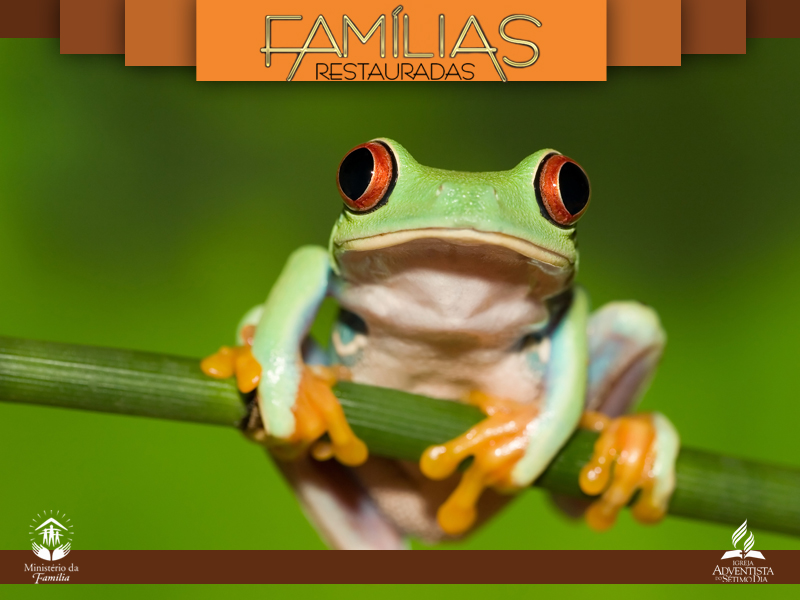 FAMÍLIAS
RESTAURADAS
Ministério da
Família
IGREJA
ADVENTISTA
DO SÉTIMO DIA